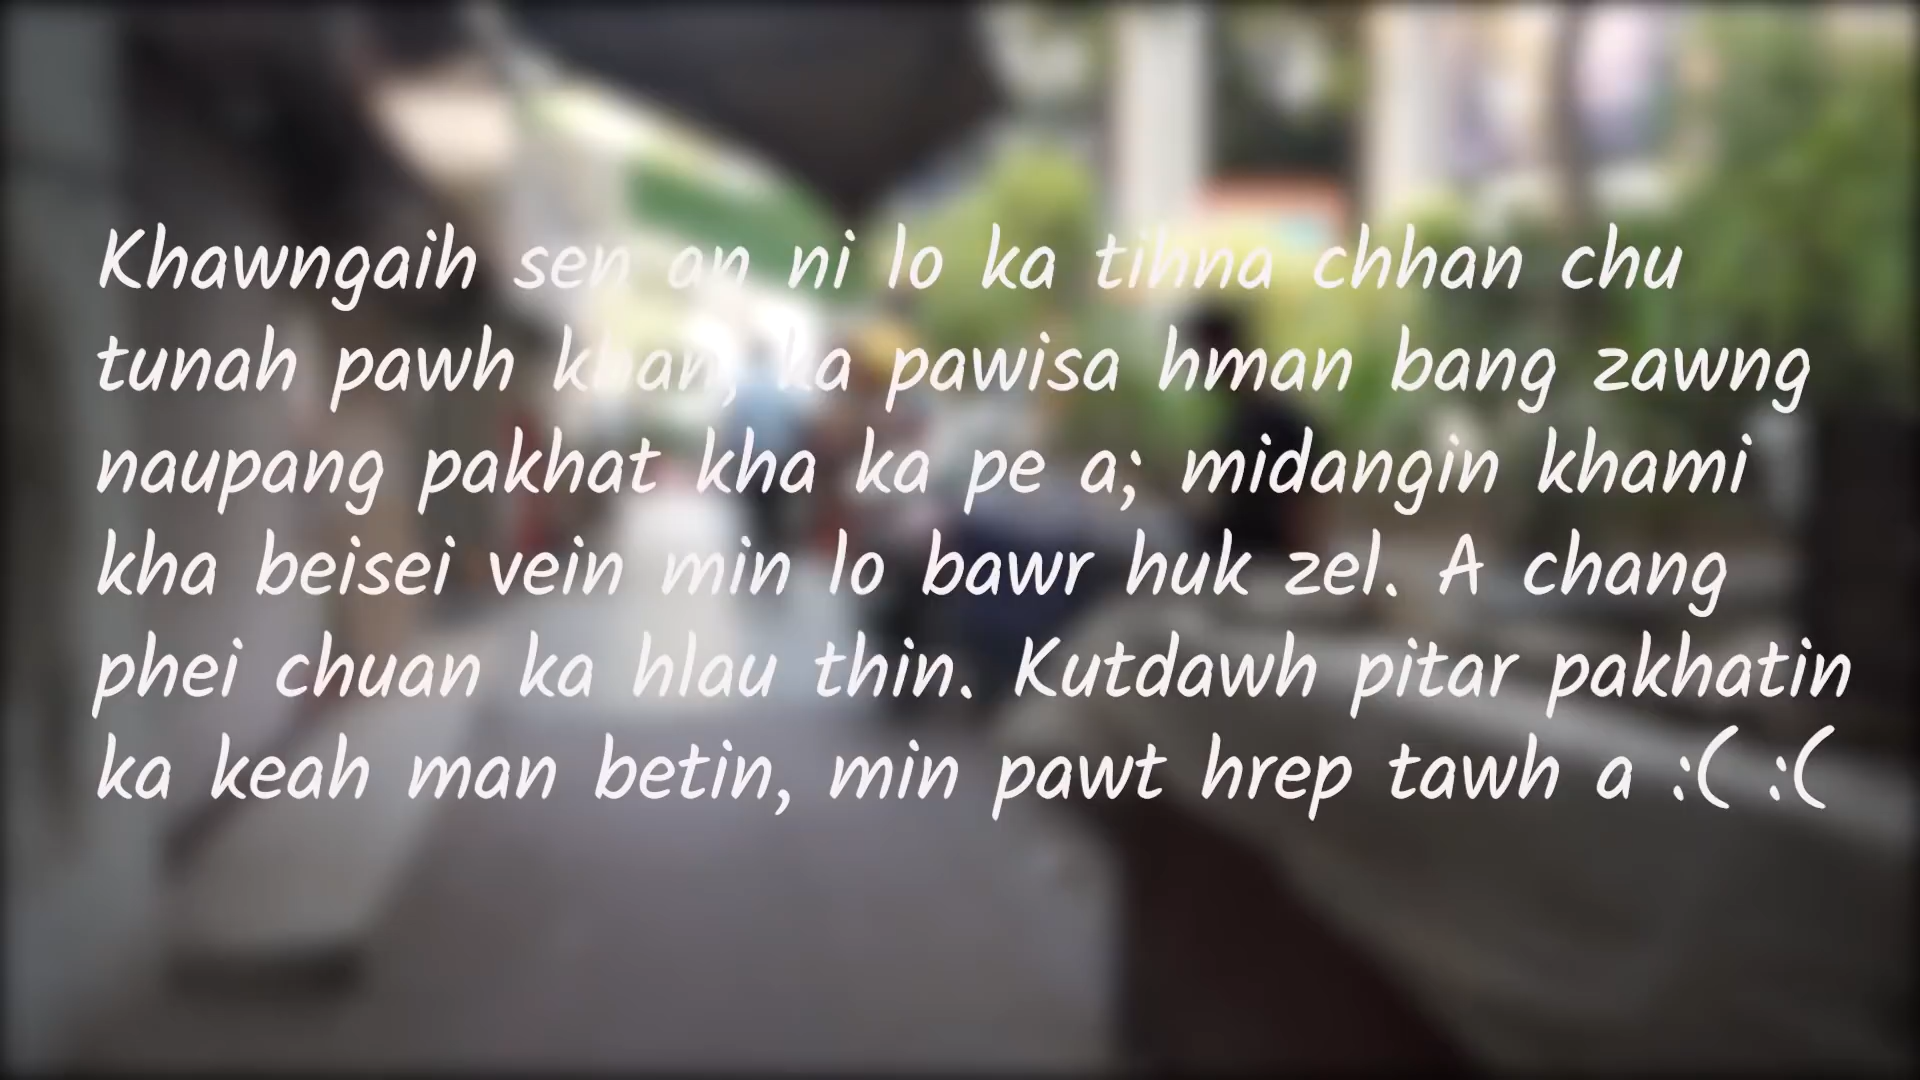 Khawngaih sen an ni lo ka tihna chhan chu
tunah pawh khan, ka pawisa hman bang zawng
naupang pakhat kha ka pe a; midangin khami
kha beisei vein min lo bawr huk zel. A chang
phei chuan ka hlau thin. Kutdawh pitar pakhatin
ka keah man betin, min pawt hrep tawh a :( :(